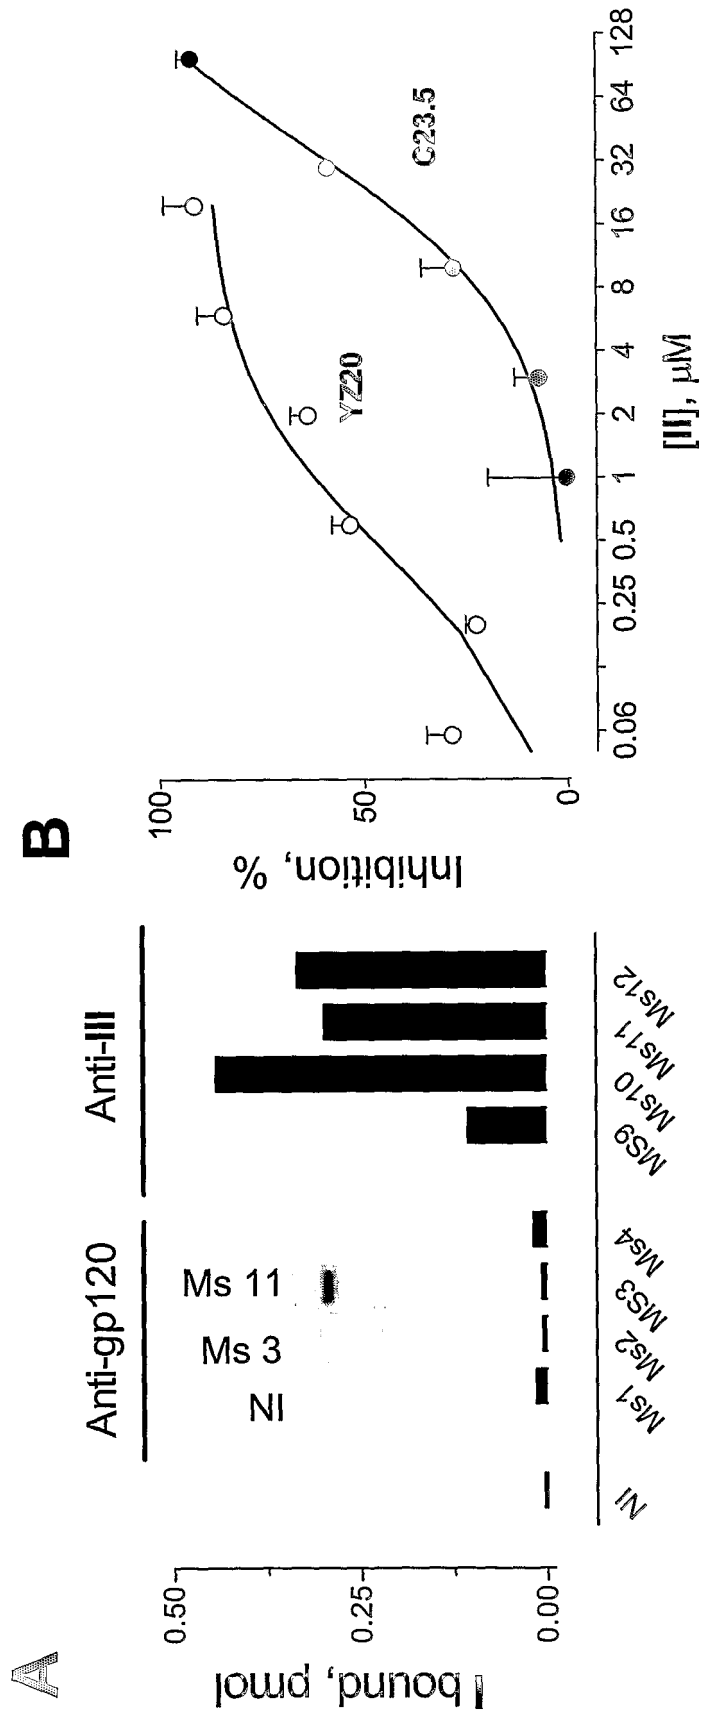 A
I bound, pmol
0.50
0.25
0.00
Anti-gp120
Anti-III
NI
Ms 3
Ms 11
NI
Ms1
Ms2
MS3
Ms4
MS9
Ms10
Ms11
Ms12
B
Inhibition, %
100
50
0
YZ20
C23.5
0.06
0.25
0.5
1
2
4
8
16
32
64
128
[II], μM